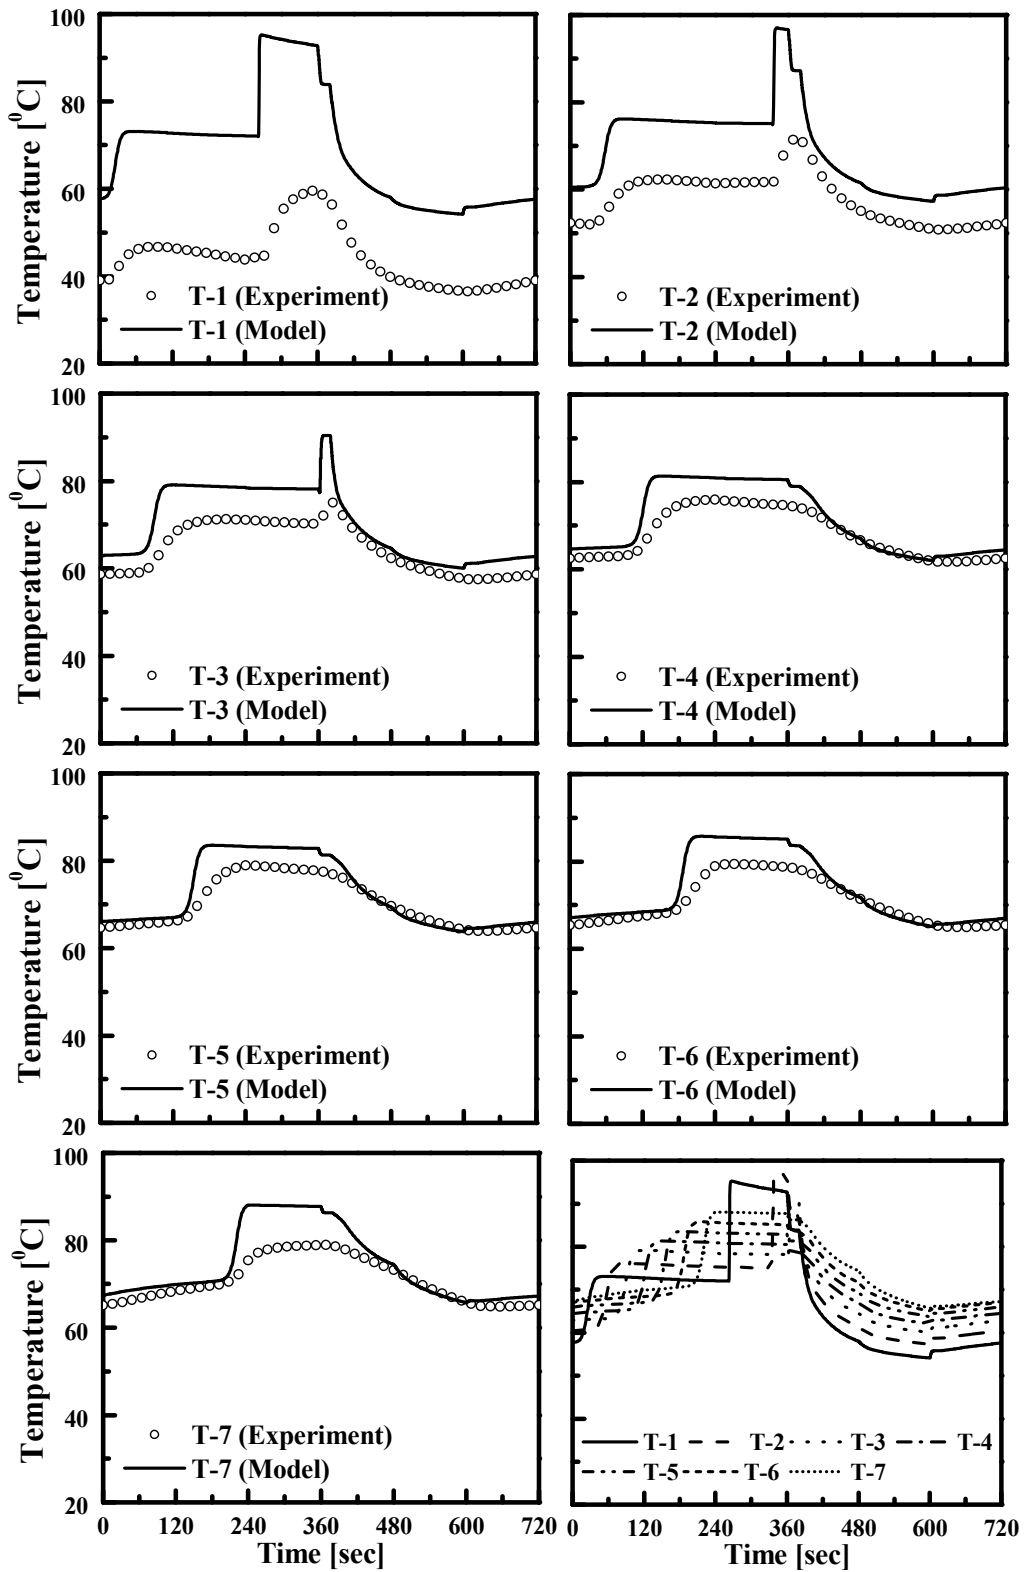 100
80
60
40
20
Temperature [⁰C]
T-1 (Experiment)
T-1 (Model)
T-2 (Experiment)
T-2 (Model)
100
80
60
40
20
Temperature [⁰C]
T-3 (Experiment)
T-3 (Model)
T-4 (Experiment)
T-4 (Model)
100
80
60
40
20
Temperature [⁰C]
T-5 (Experiment)
T-5 (Model)
T-6 (Experiment)
T-6 (Model)
100
80
60
40
20
Temperature [⁰C]
T-7 (Experiment)
T-7 (Model)
0 120 240 360 480 600 720
Time [sec]
T-1 T-2 T-3 T-4
T-5 T-6 T-7
0 120 240 360 480 600 720
Time [sec]